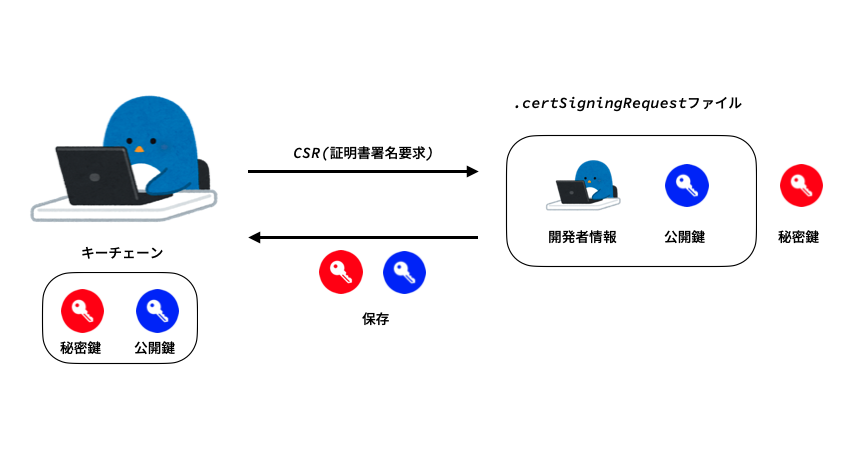 .certSigningRequestファイル
CSR(証明書署名要求)
開発者情報
公開鍵
秘密鍵
キーチェーン
保存
秘密鍵
公開鍵